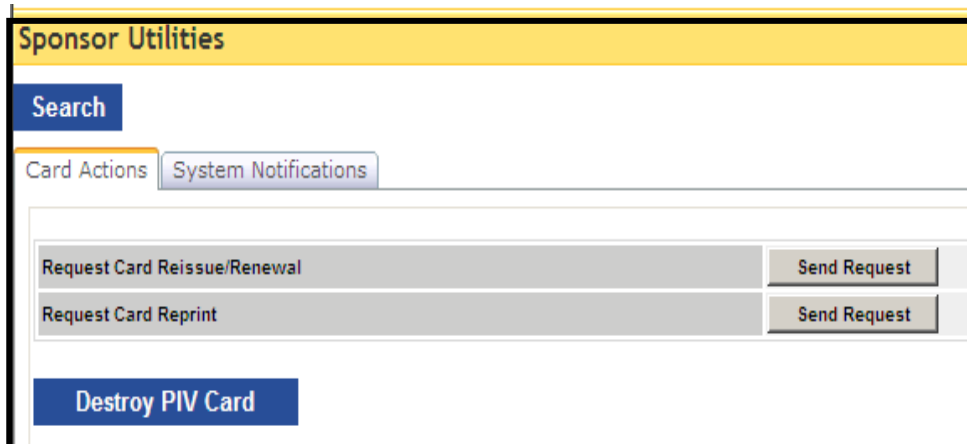 Sponsor Utilities
Search
Card Actions System Notifications
Request Card Reissue/Renewal Send Request
Request Card Reprint Send Request
Destroy PIV Card